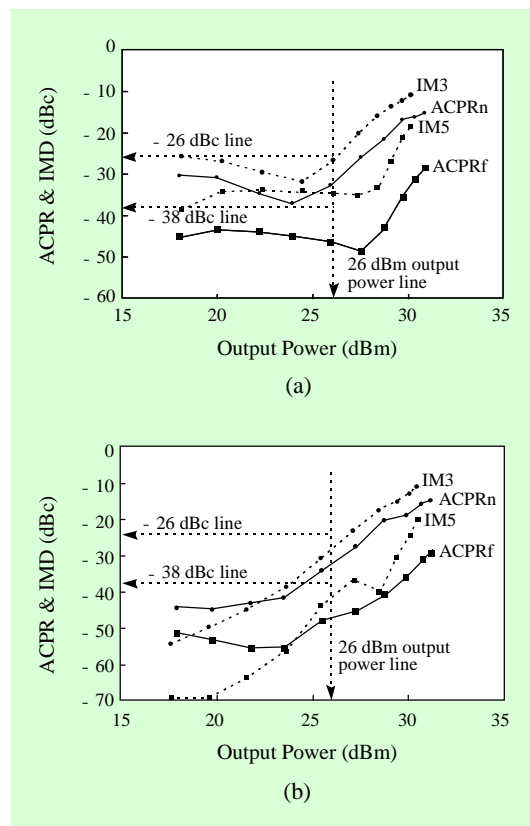 0
- 10
- 20
- 30
- 40
- 50
- 60
ACPR & IMD (dBc)
IM3
ACPRn
IM5
ACPRf
- 26 dBc line
- 38 dBc line
26 dBm output
power line
15
20
25
30
35
Output Power (dBm)
(a)
0
- 10
- 20
- 30
- 40
- 50
- 60
- 70
ACPR & IMD (dBc)
IM3
ACPRn
IM5
ACPRf
- 26 dBc line
- 38 dBc line
26 dBm output
power line
15
20
25
30
35
Output Power (dBm)
(b)